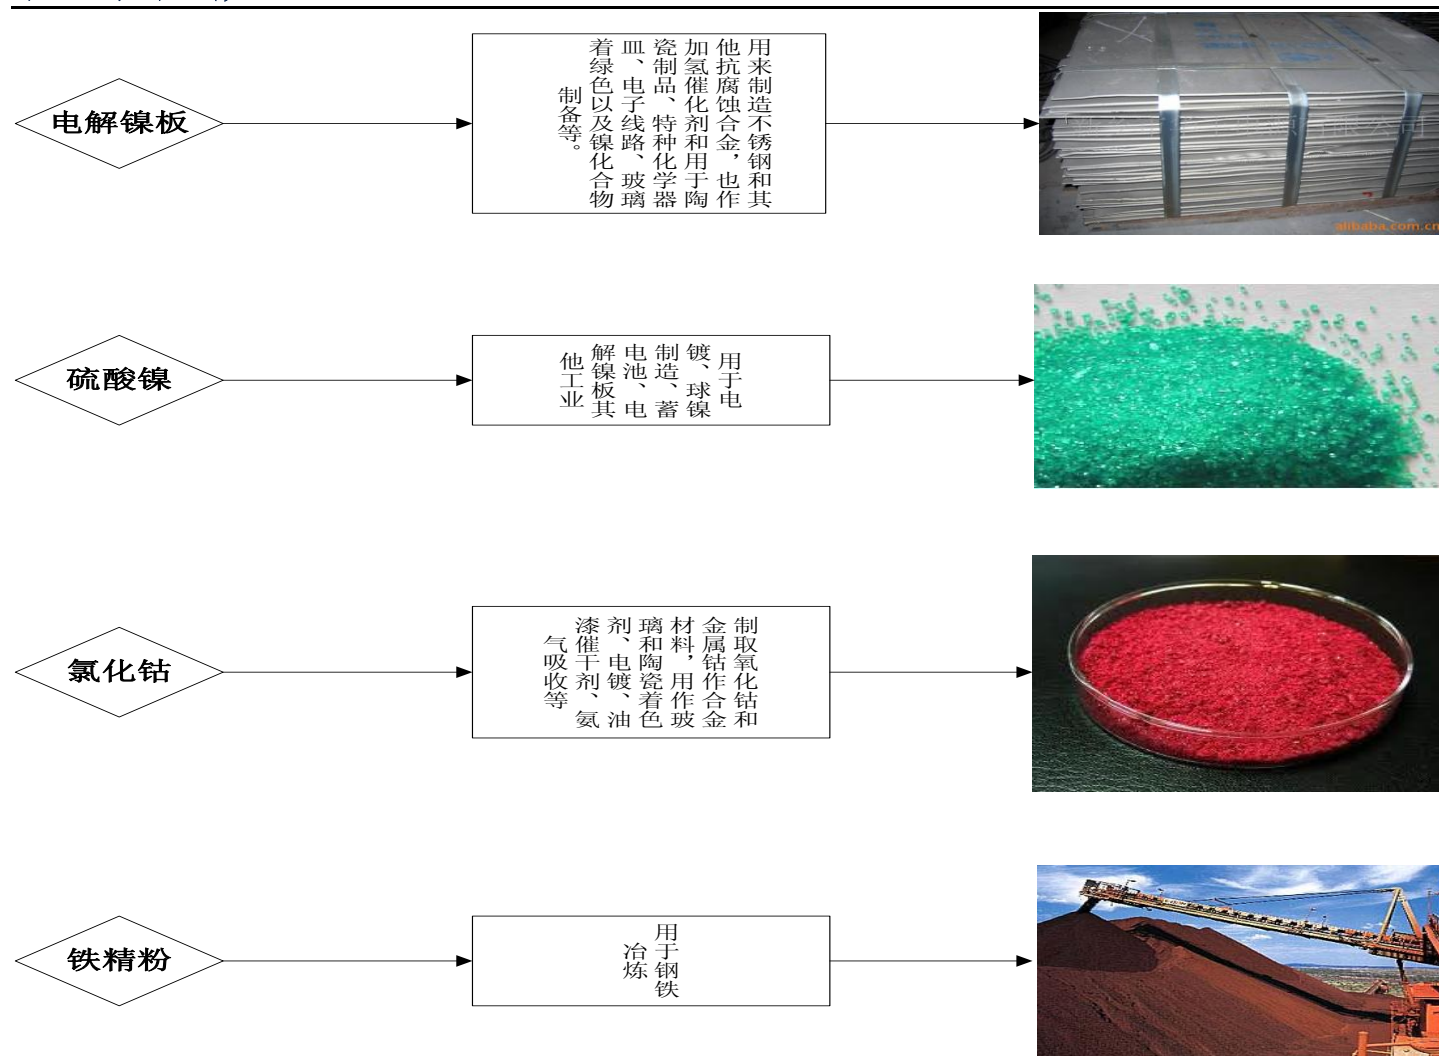 电解镍板
用来制造不锈钢和其
他抗腐蚀合金，也作
加氢催化剂和用于陶
瓷制品、特种化学器
皿、电子线路、玻璃
着绿色以及镍化合物
制备等。
alibaba.com.cn
硫酸镍
用于电
镀、球镍
制造、蓄
电池、电
解镍板其
他工业
氯化钴
制取氧化钴和
金属钴作合金
材料，用作玻
璃和陶瓷着色
剂、电镀、油
漆催干剂、氨
气吸收等
铁精粉
用于钢铁
冶炼